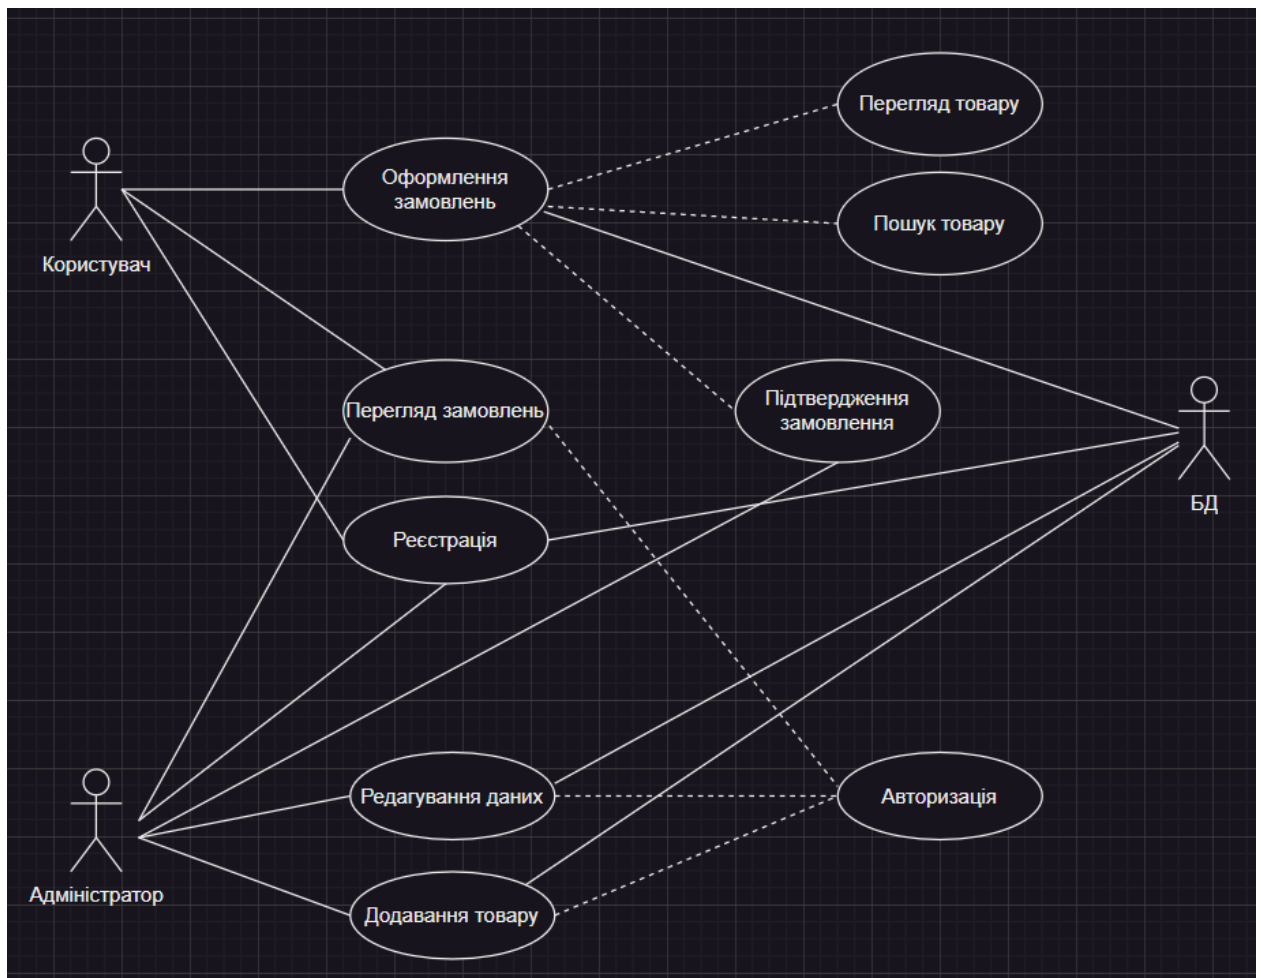 Перегляд товару
Оформлення
замовлень
Пошук товару
Користувач
Перегляд замовлень
Підтвердження
замовлення
БД
Реєстрація
Редагування даних
Авторизація
Адміністратор
Додавання товару